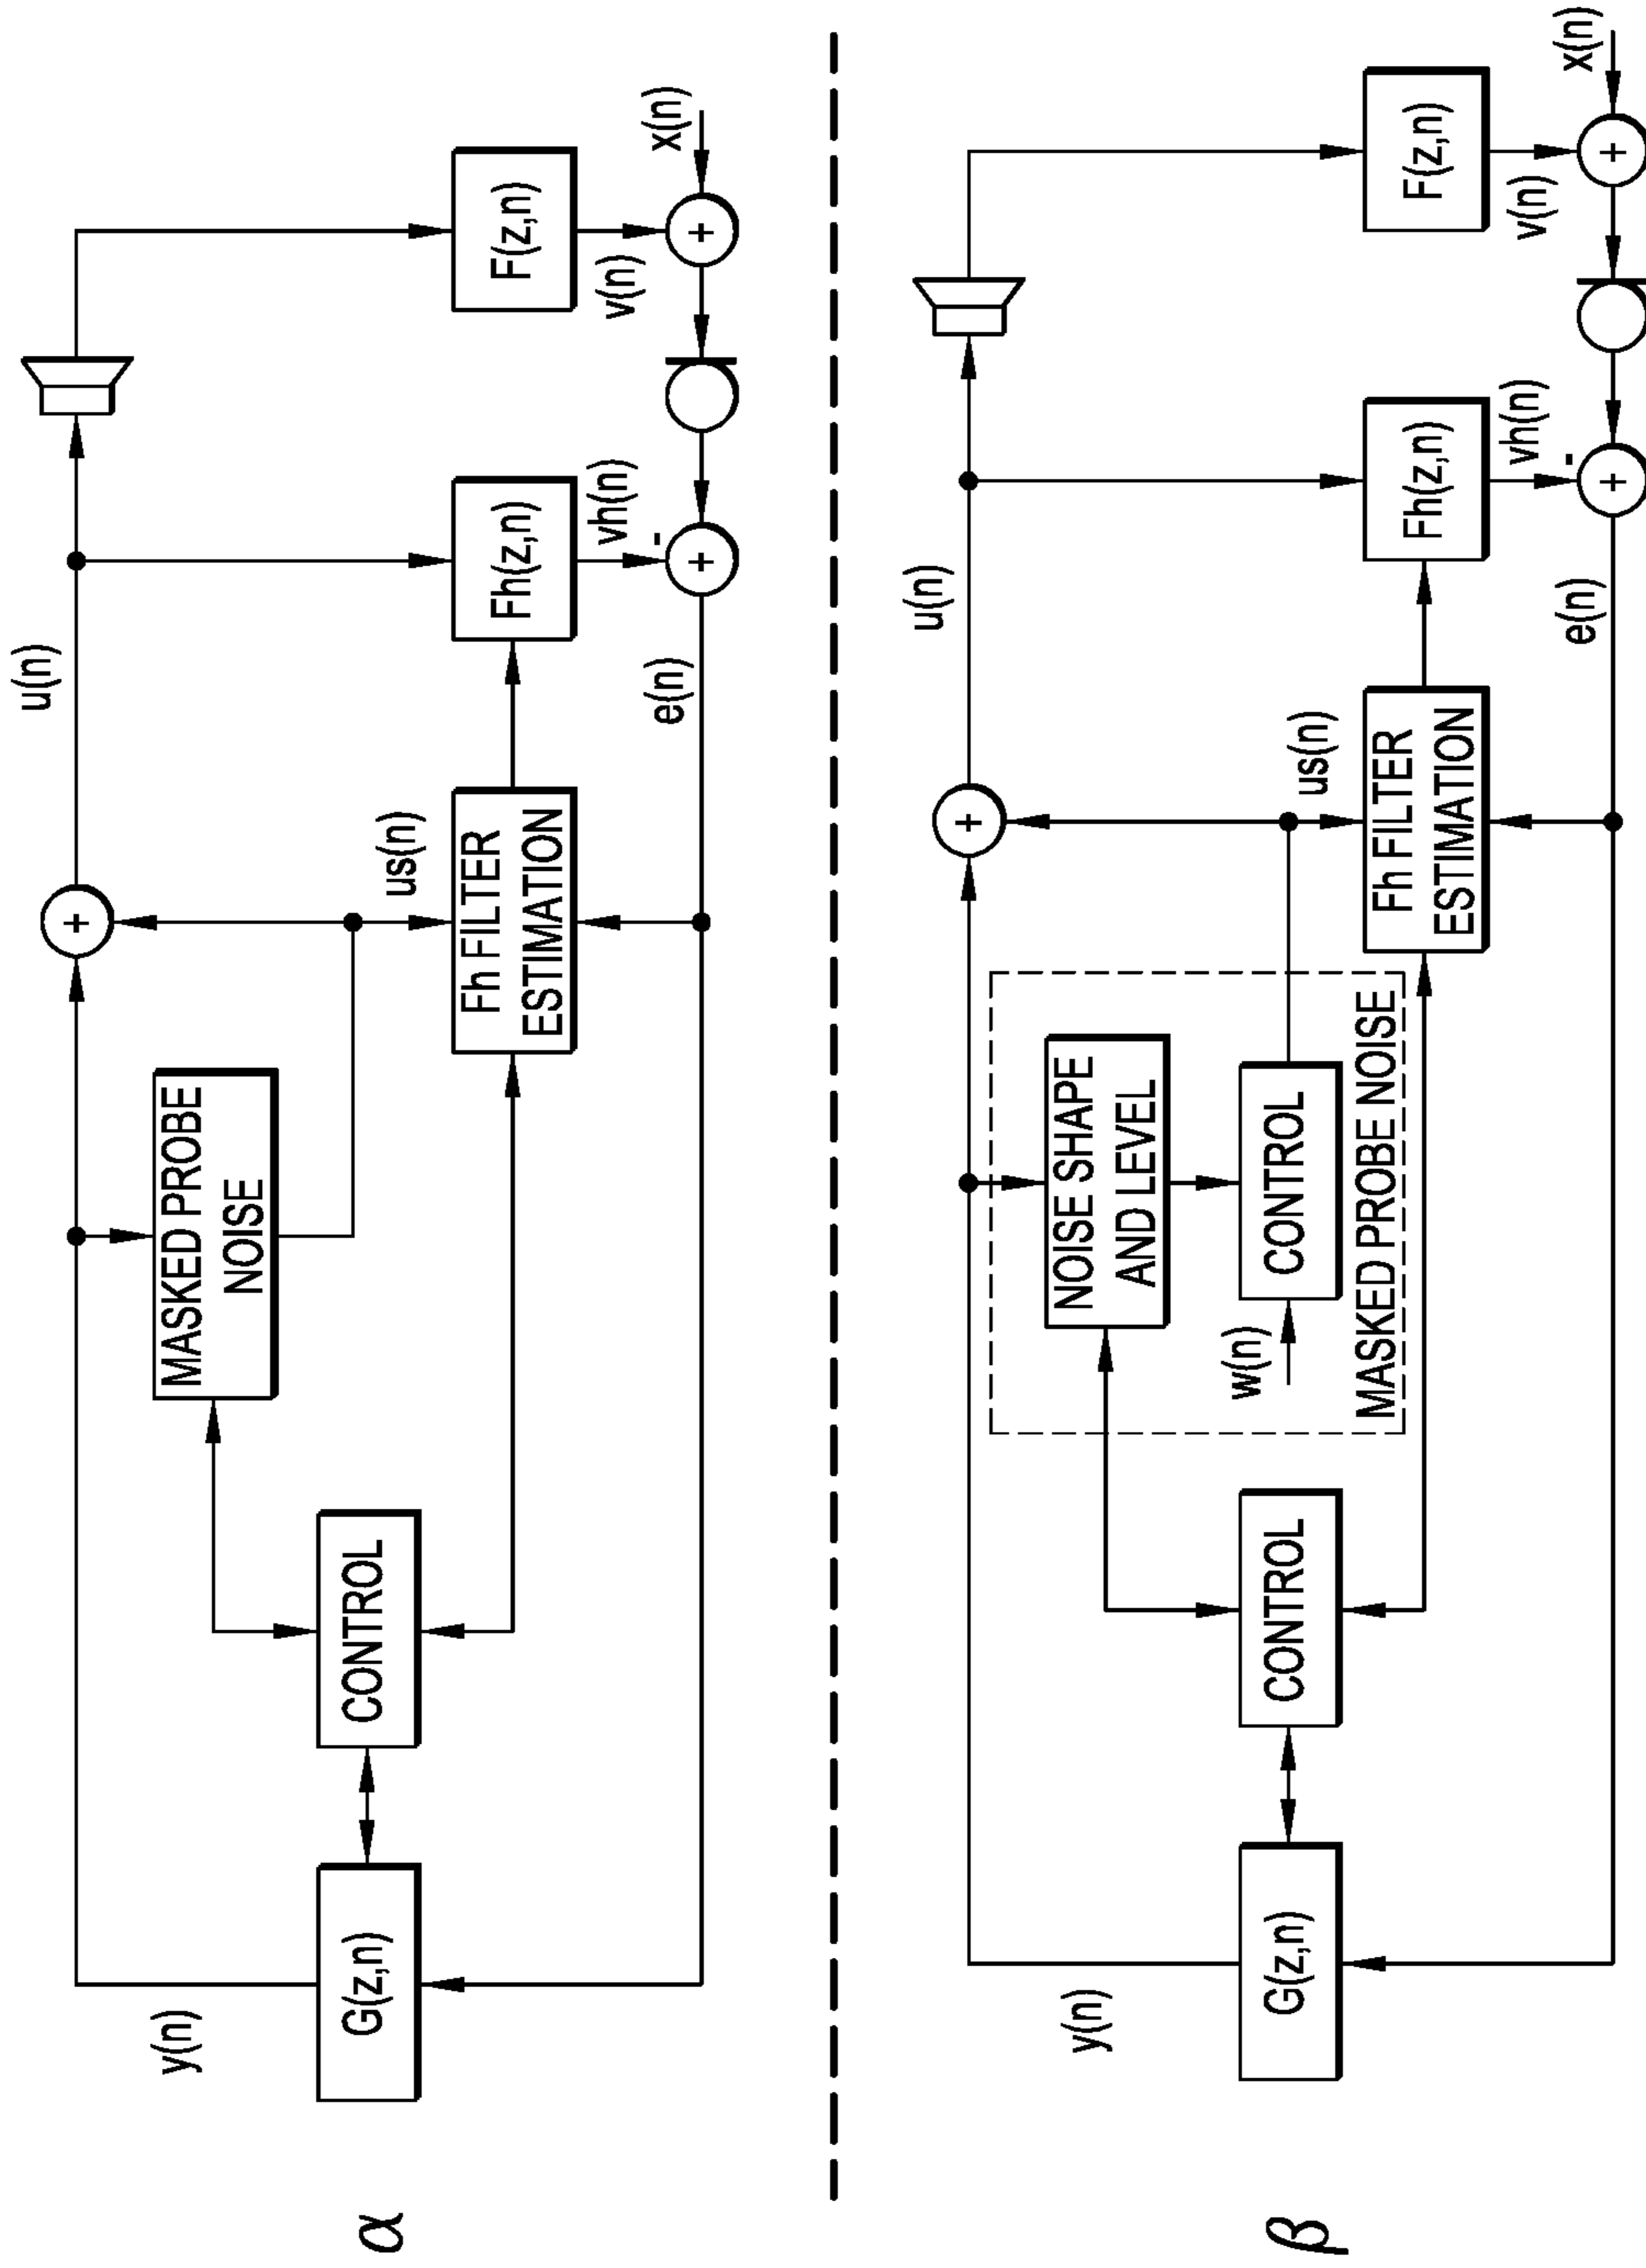 α
y(n)
G(z,n)
CONTROL
MASKED PROBE
NOISE
+
us(n)
Fh FILTER
ESTIMATION
u(n)
e(n)
Fh(z,n)
vh(n)
-
+
F(z,n)
v(n)
+
x(n)
β
y(n)
G(z,n)
CONTROL
NOISE SHAPE
AND LEVEL
w(n)
CONTROL
MASKED PROBE NOISE
+
us(n)
Fh FILTER
ESTIMATION
u(n)
e(n)
Fh(z,n)
vh(n)
-
+
F(z,n)
v(n)
+
x(n)